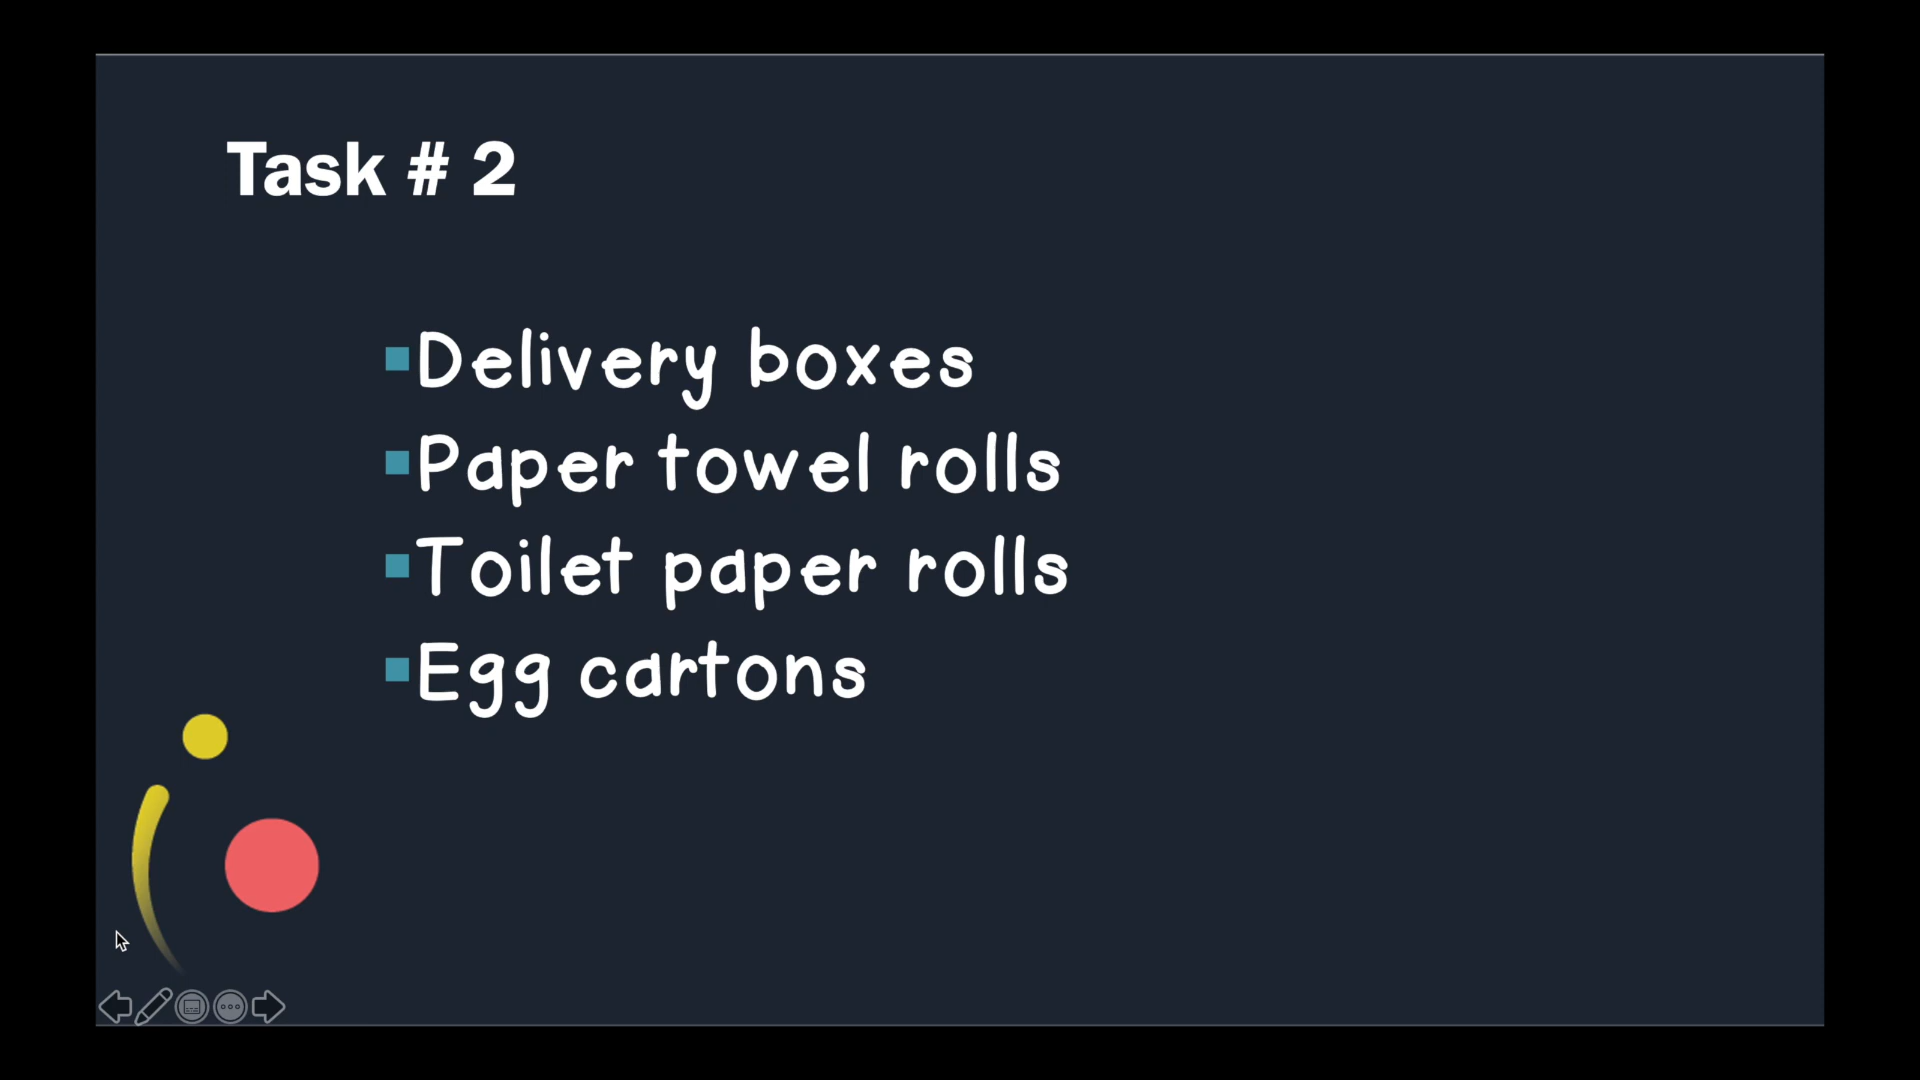 Task # 2
Delivery boxes
Paper towel rolls
Toilet paper rolls
Egg cartons